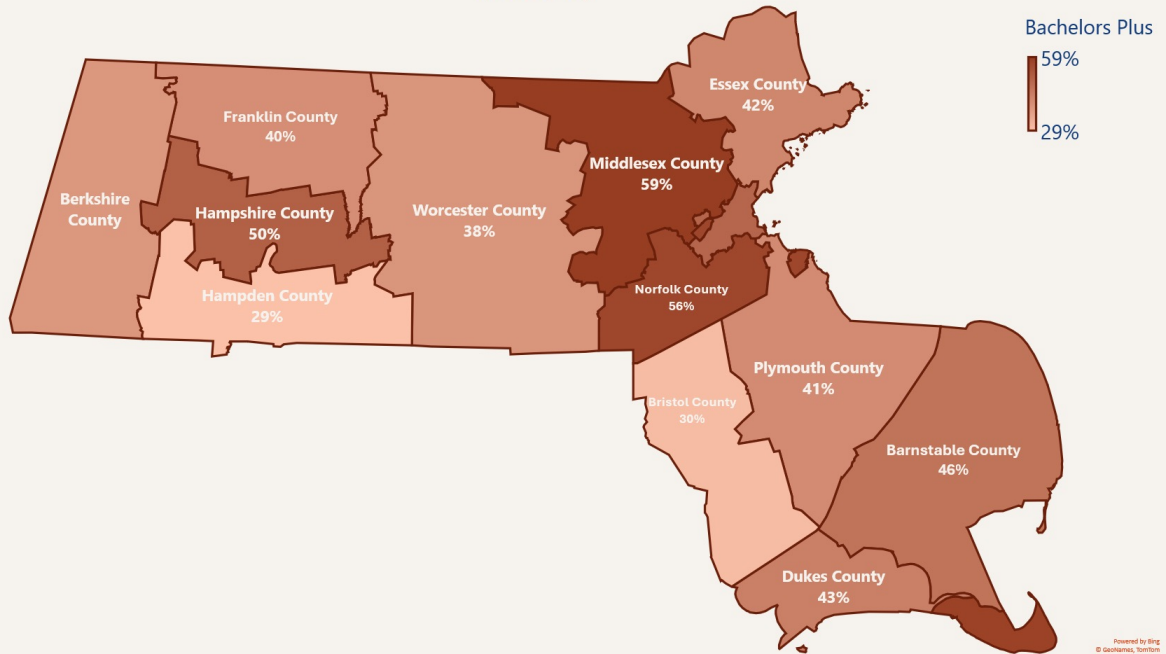 Bachelors Plus
59%
29%
Essex County
42%
Franklin County
40%
Middlesex County
59%
Berkshire
County
Hampshire County
50%
Worcester County
38%
Norfolk County
56%
Hampden County
29%
Plymouth County
41%
Bristol County
30%
Barnstable County
46%
Dukes County
43%
Powered by Bing
© GeoNames, TomTom